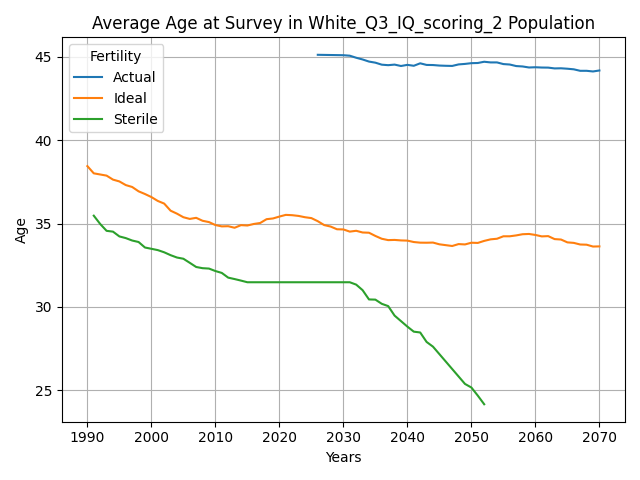 Average Age at Survey in White_Q3_IQ_scoring_2 Population
Fertility
Actual
Ideal
Sterile
45
40
35
30
25
Age
1990 2000 2010 2020 2030 2040 2050 2060 2070
Years